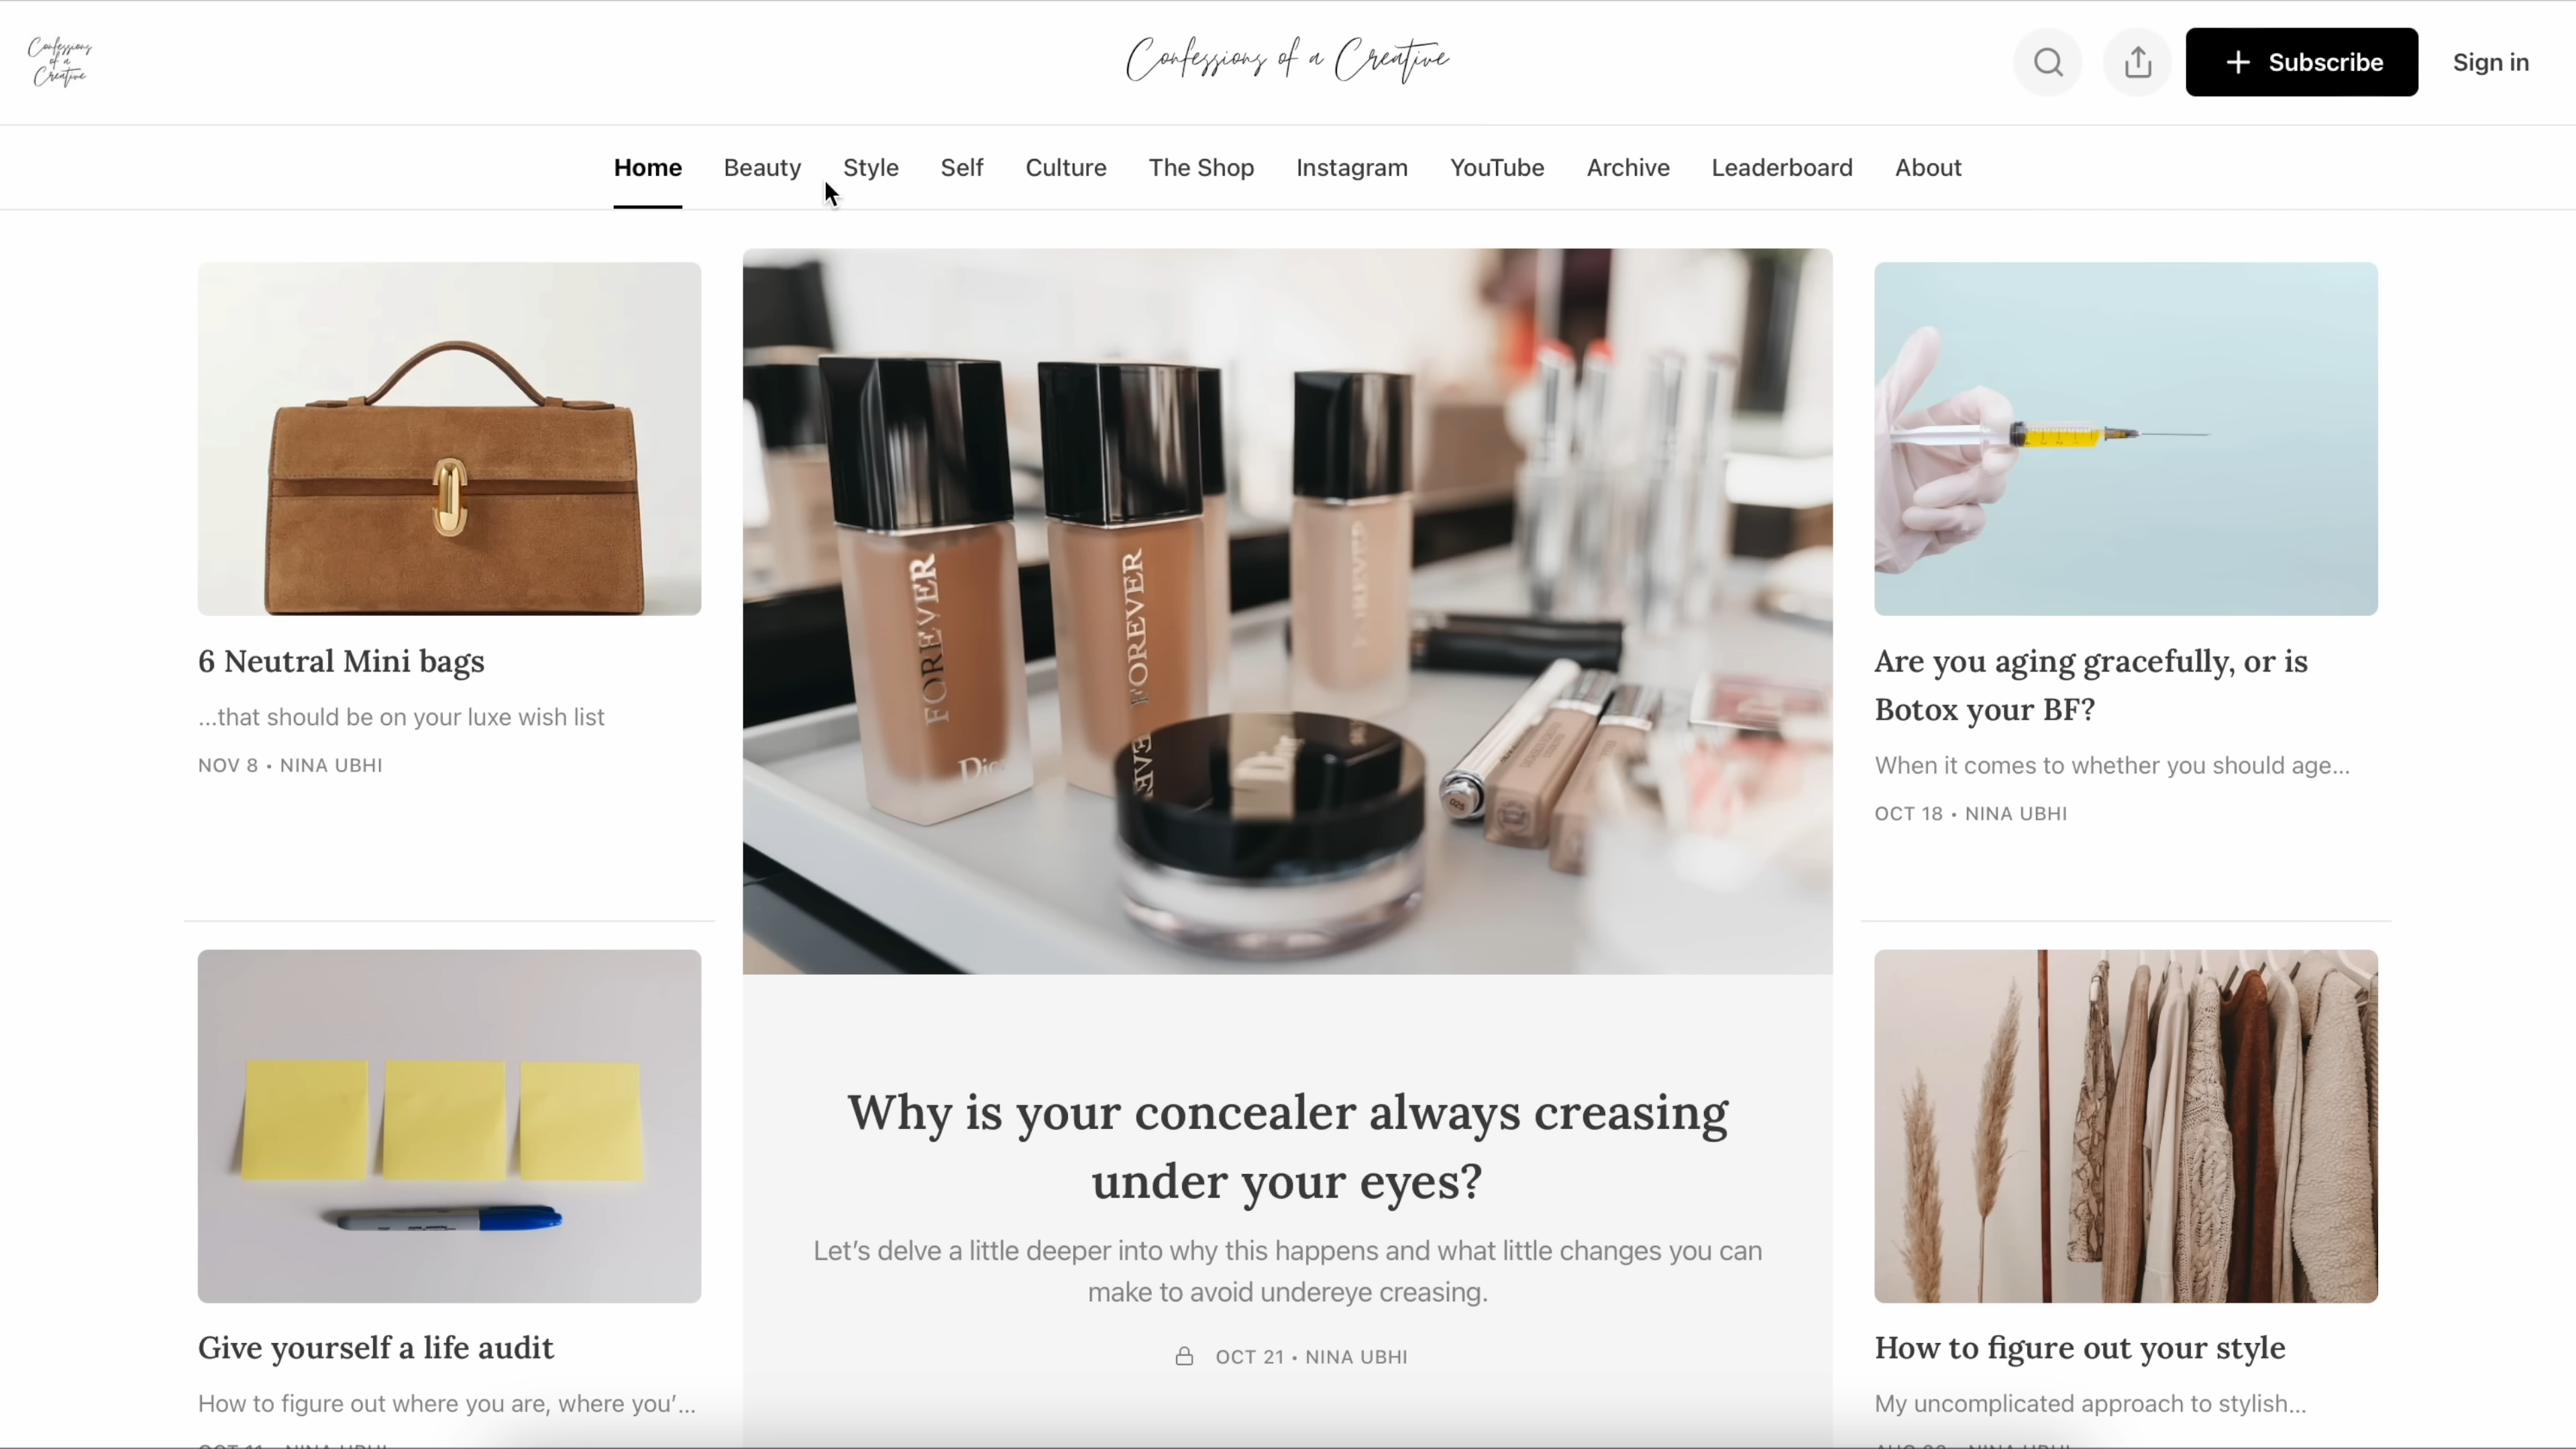 Confessions
of a
Creative
Confessions of a Creative
Subscribe
Sign in
Home
Beauty
Style
Self
Culture
The Shop
Instagram
YouTube
Archive
Leaderboard
About
6 Neutral Mini bags
...that should be on your luxe wish list
NOV 8 • NINA UBHI
Give yourself a life audit
How to figure out where you are, where you'...
FOREVER
FOREVER
FOREVER
Dior
Why is your concealer always creasing
under your eyes?
Let's delve a little deeper into why this happens and what little changes you can
make to avoid undereye creasing.
OCT 21 • NINA UBHI
Are you aging gracefully, or is
Botox your BF?
When it comes to whether you should age...
OCT 18 • NINA UBHI
How to figure out your style
My uncomplicated approach to stylish...